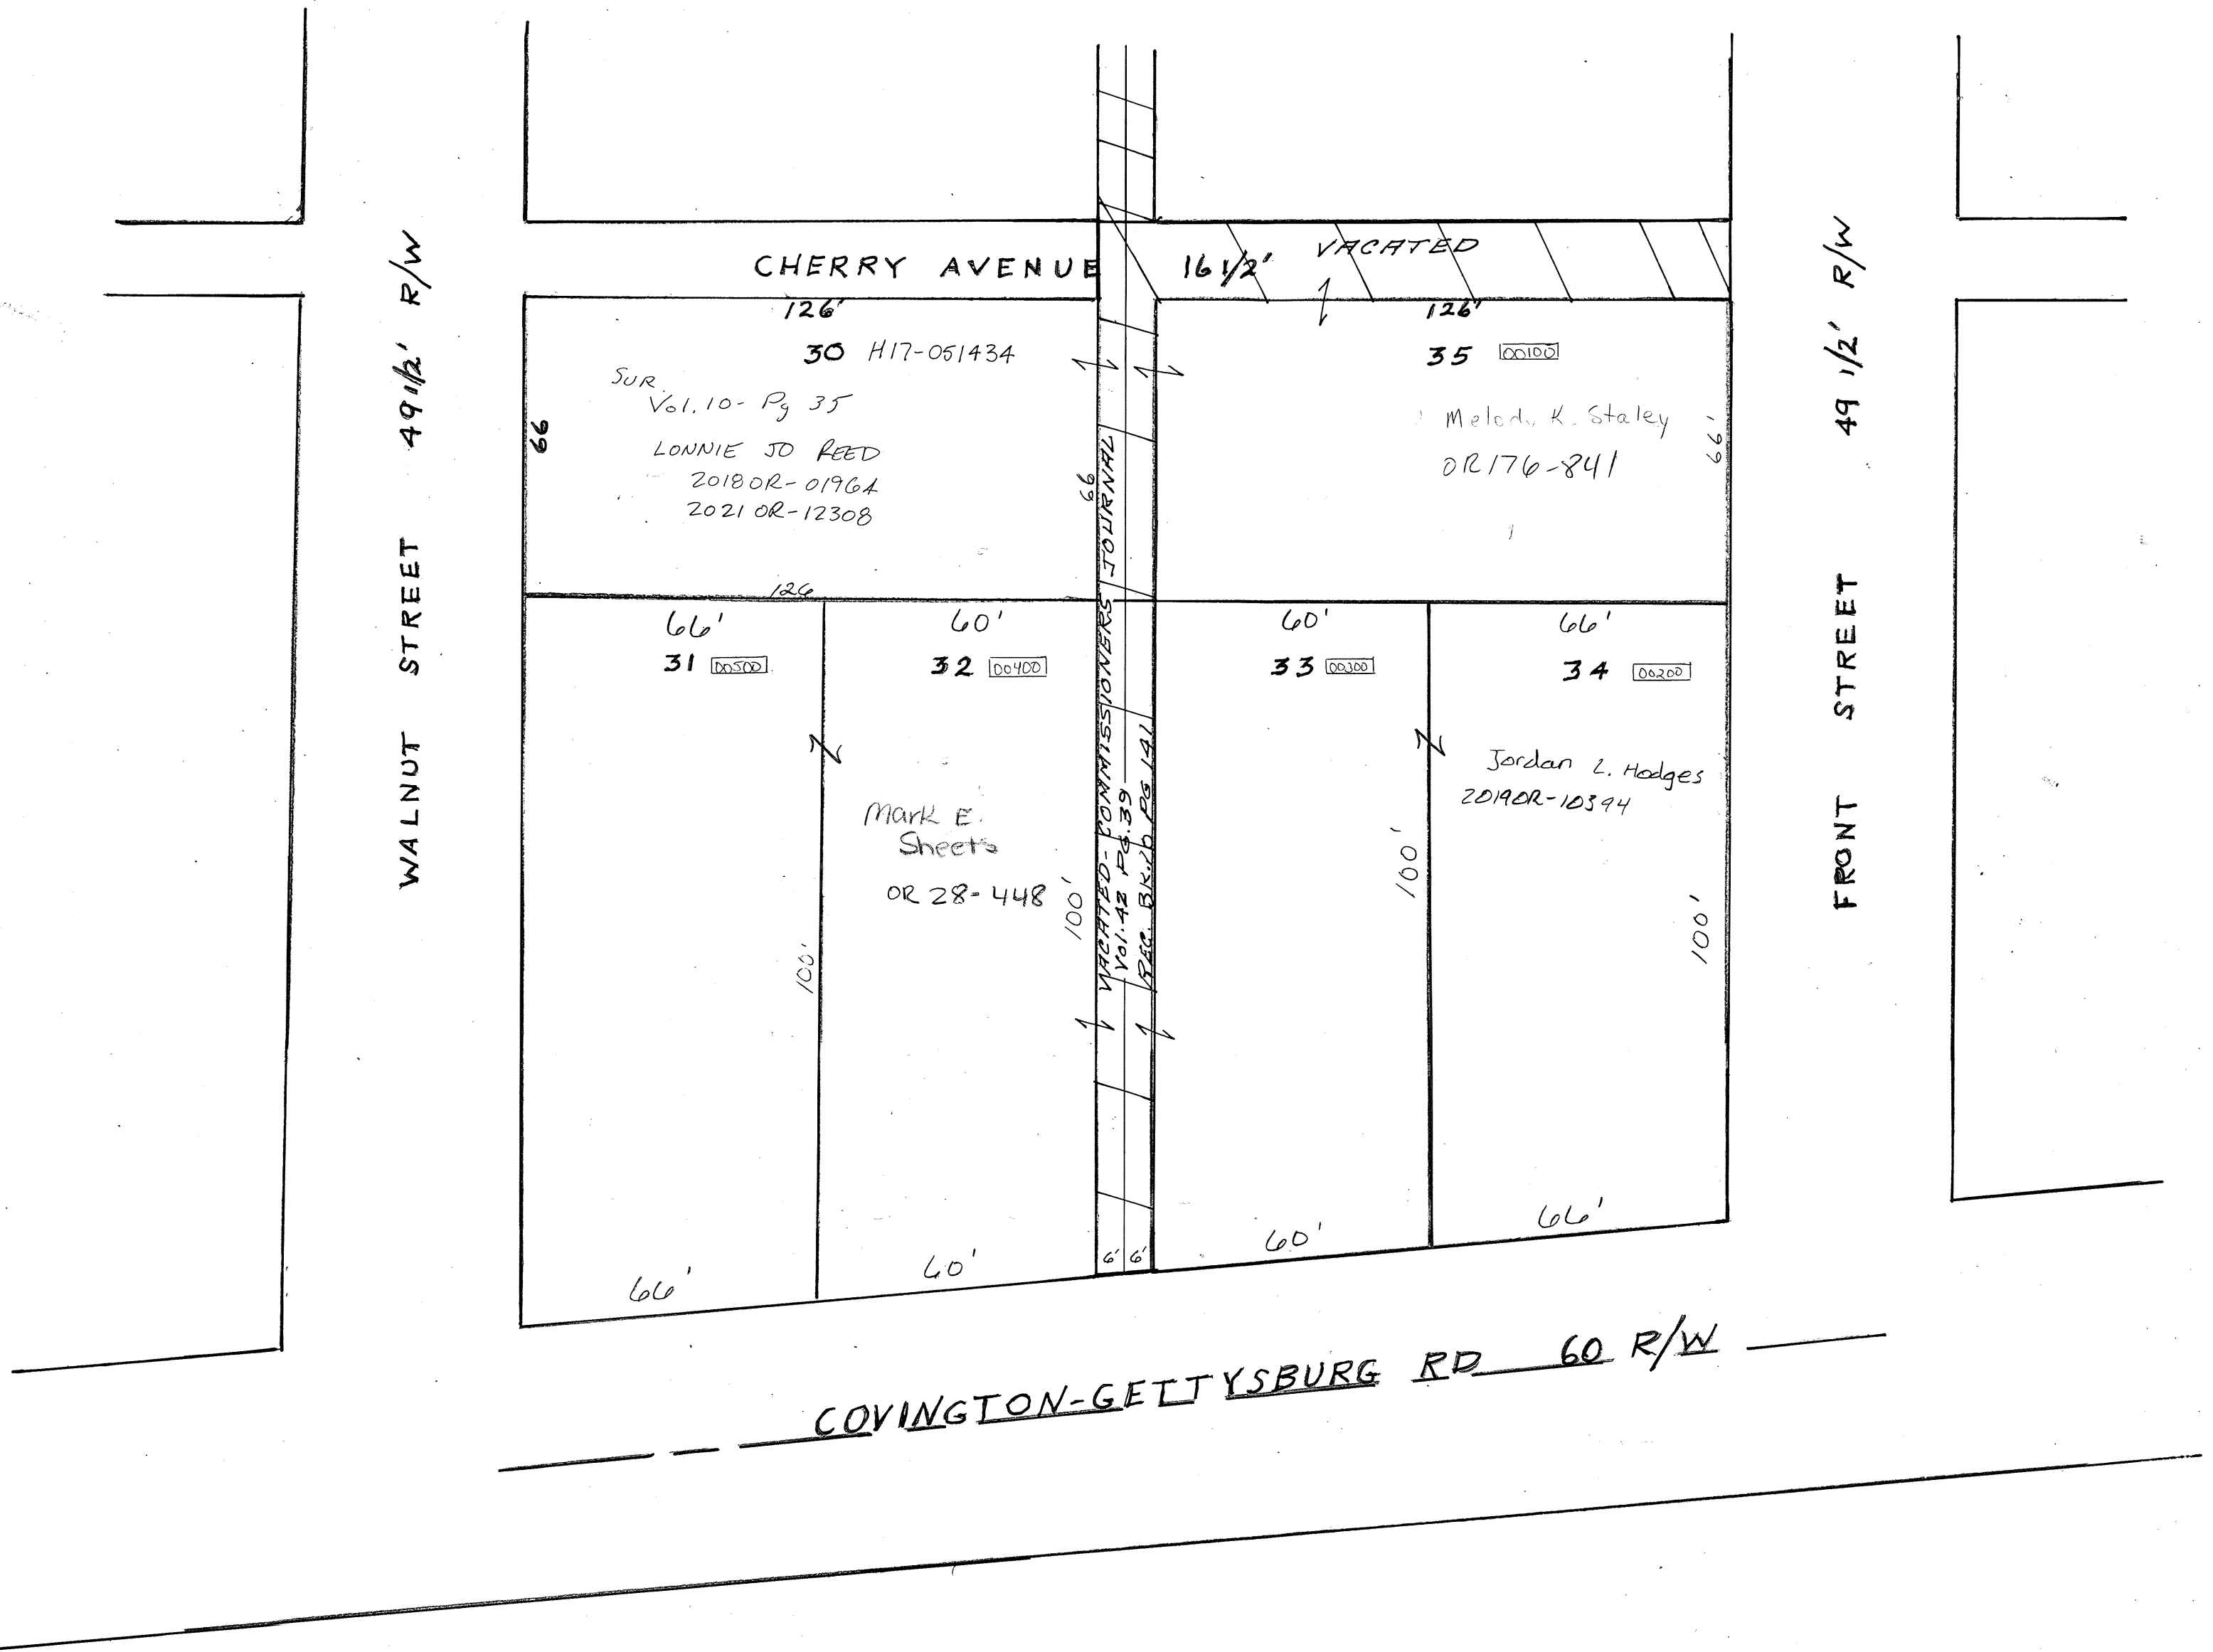 CHERRY AVENUE 16 1/2' VACATED
126'
126'
30 H17-051434
35 00100
SUR.
Vol. 10- Pg 35
LONNIE JO REED
2018OR-01964
2021 OR-12308
66
66
126
K. Staley
OR 176-841
66'
WALNUT STREET 49 1/2' R/W
FRONT STREET 49 1/2' R/W
VACATED- COMMISSIONERS JOURNAL
Vol. 42 PG. 39
REC. BK. 10 PG 141
66'
60'
60'
66'
31 00500
32 00400
33 00300
34 00200
Mark E.
Sheets
OR 28-448
Jordan L. Hodges
2019OR-10394
100'
100'
100'
100'
66'
60'
6' 6'
60'
66'
COVINGTON-GETTYSBURG RD 60 R/W